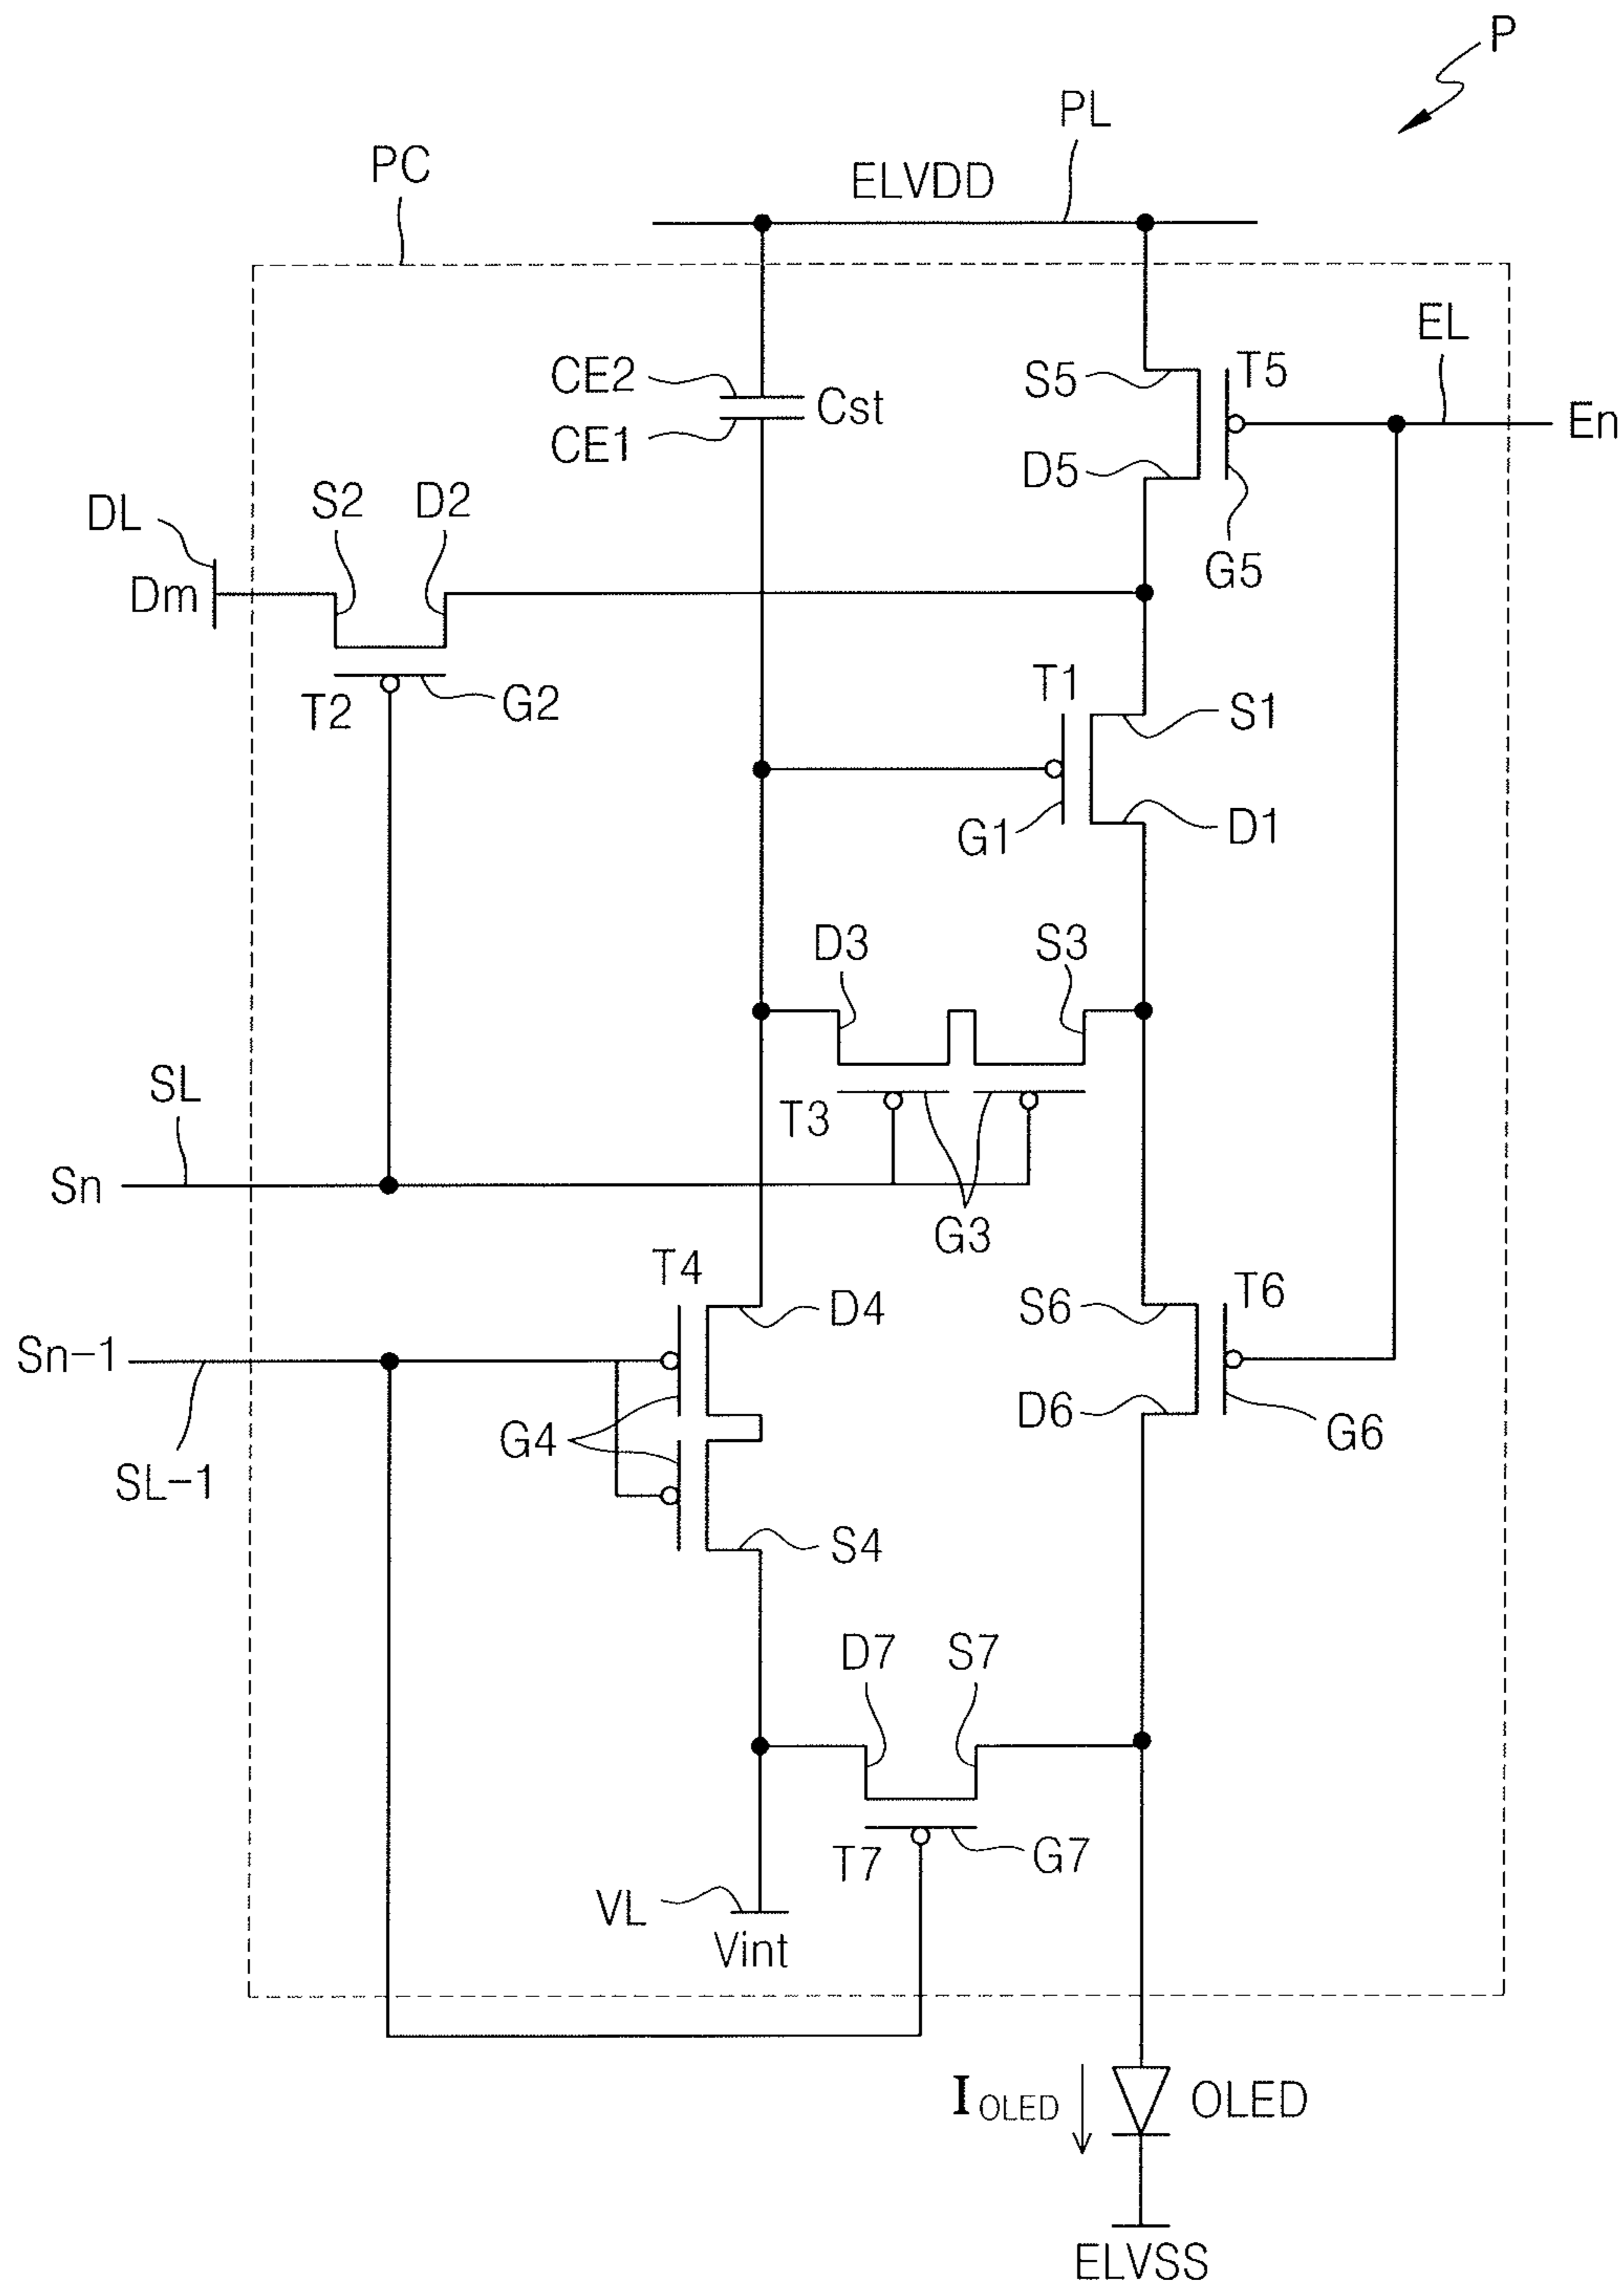 P
PL
PC
ELVDD
EL
CE2
Cst
S5
T5
En
CE1
D5
DL
S2
D2
G5
Dm
T1
T2
G2
S1
G1
D1
D3
S3
SL
T3
Sn
G3
T4
D4
S6
T6
Sn-1
D6
G4
G6
SL-1
S4
D7
S7
T7
G7
VL
Vint
IOLED
OLED
ELVSS